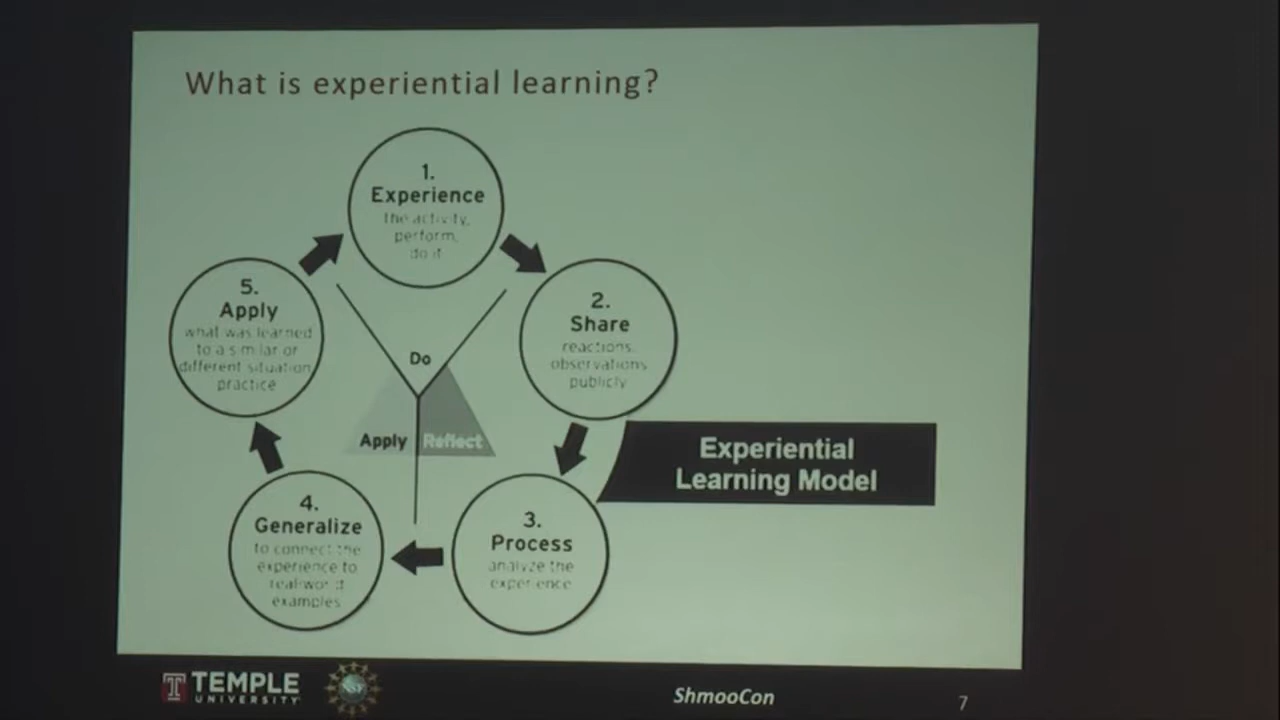 What is experiential learning?
1.
Experience
the activity,
perform,
do it
2.
Share
reactions,
observations
publicly
3.
Process
analyze the
experience
4.
Generalize
to connect the
experience to
real-world
examples
5.
Apply
what was learned
to a similar or
different situation,
practice
Do
Apply
Reflect
Experiential
Learning Model
T TEMPLE
UNIVERSITY
NSF
ShmooCon
7